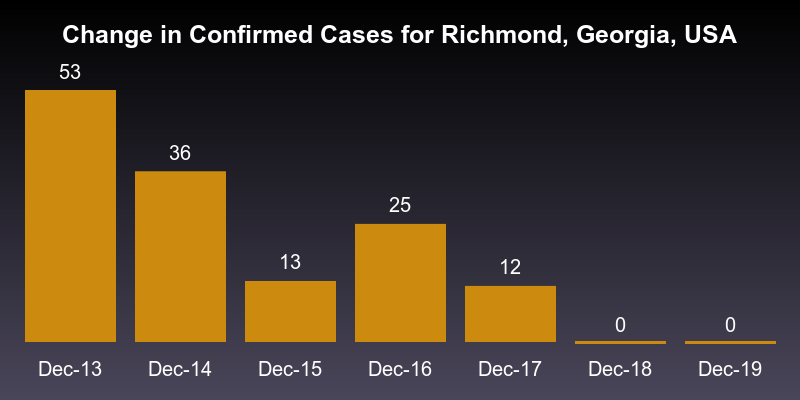 Change in Confirmed Cases for Richmond, Georgia, USA
53
36
13
25
12
0
0
Dec-13
Dec-14
Dec-15
Dec-16
Dec-17
Dec-18
Dec-19